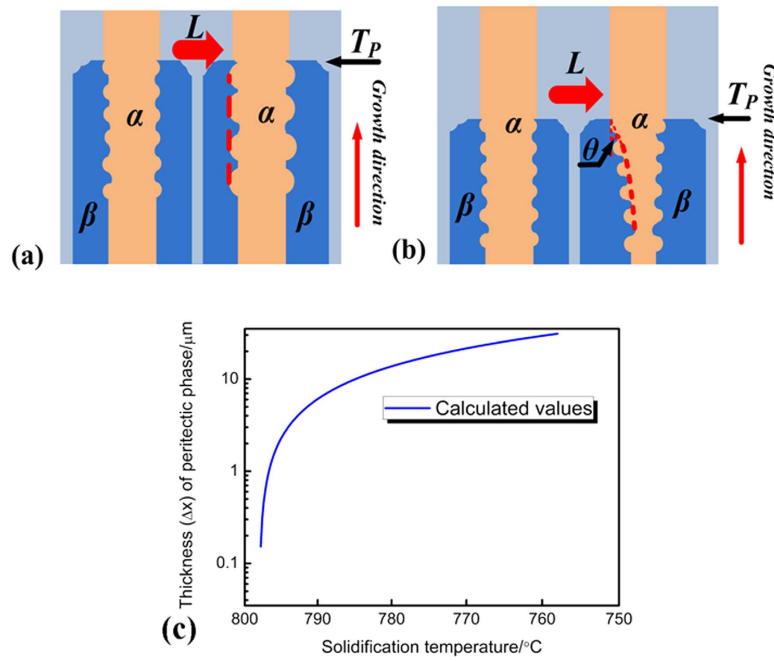 L
T_P
α
α
β
Growth direction
(a)
L
T_P
α
α
θ
β
β
Growth direction
(b)
Thickness (Δx) of peritectic phase/μm
10
1
0.1
Calculated values
800
790
780
770
760
750
Solidification temperature/°C
(c)